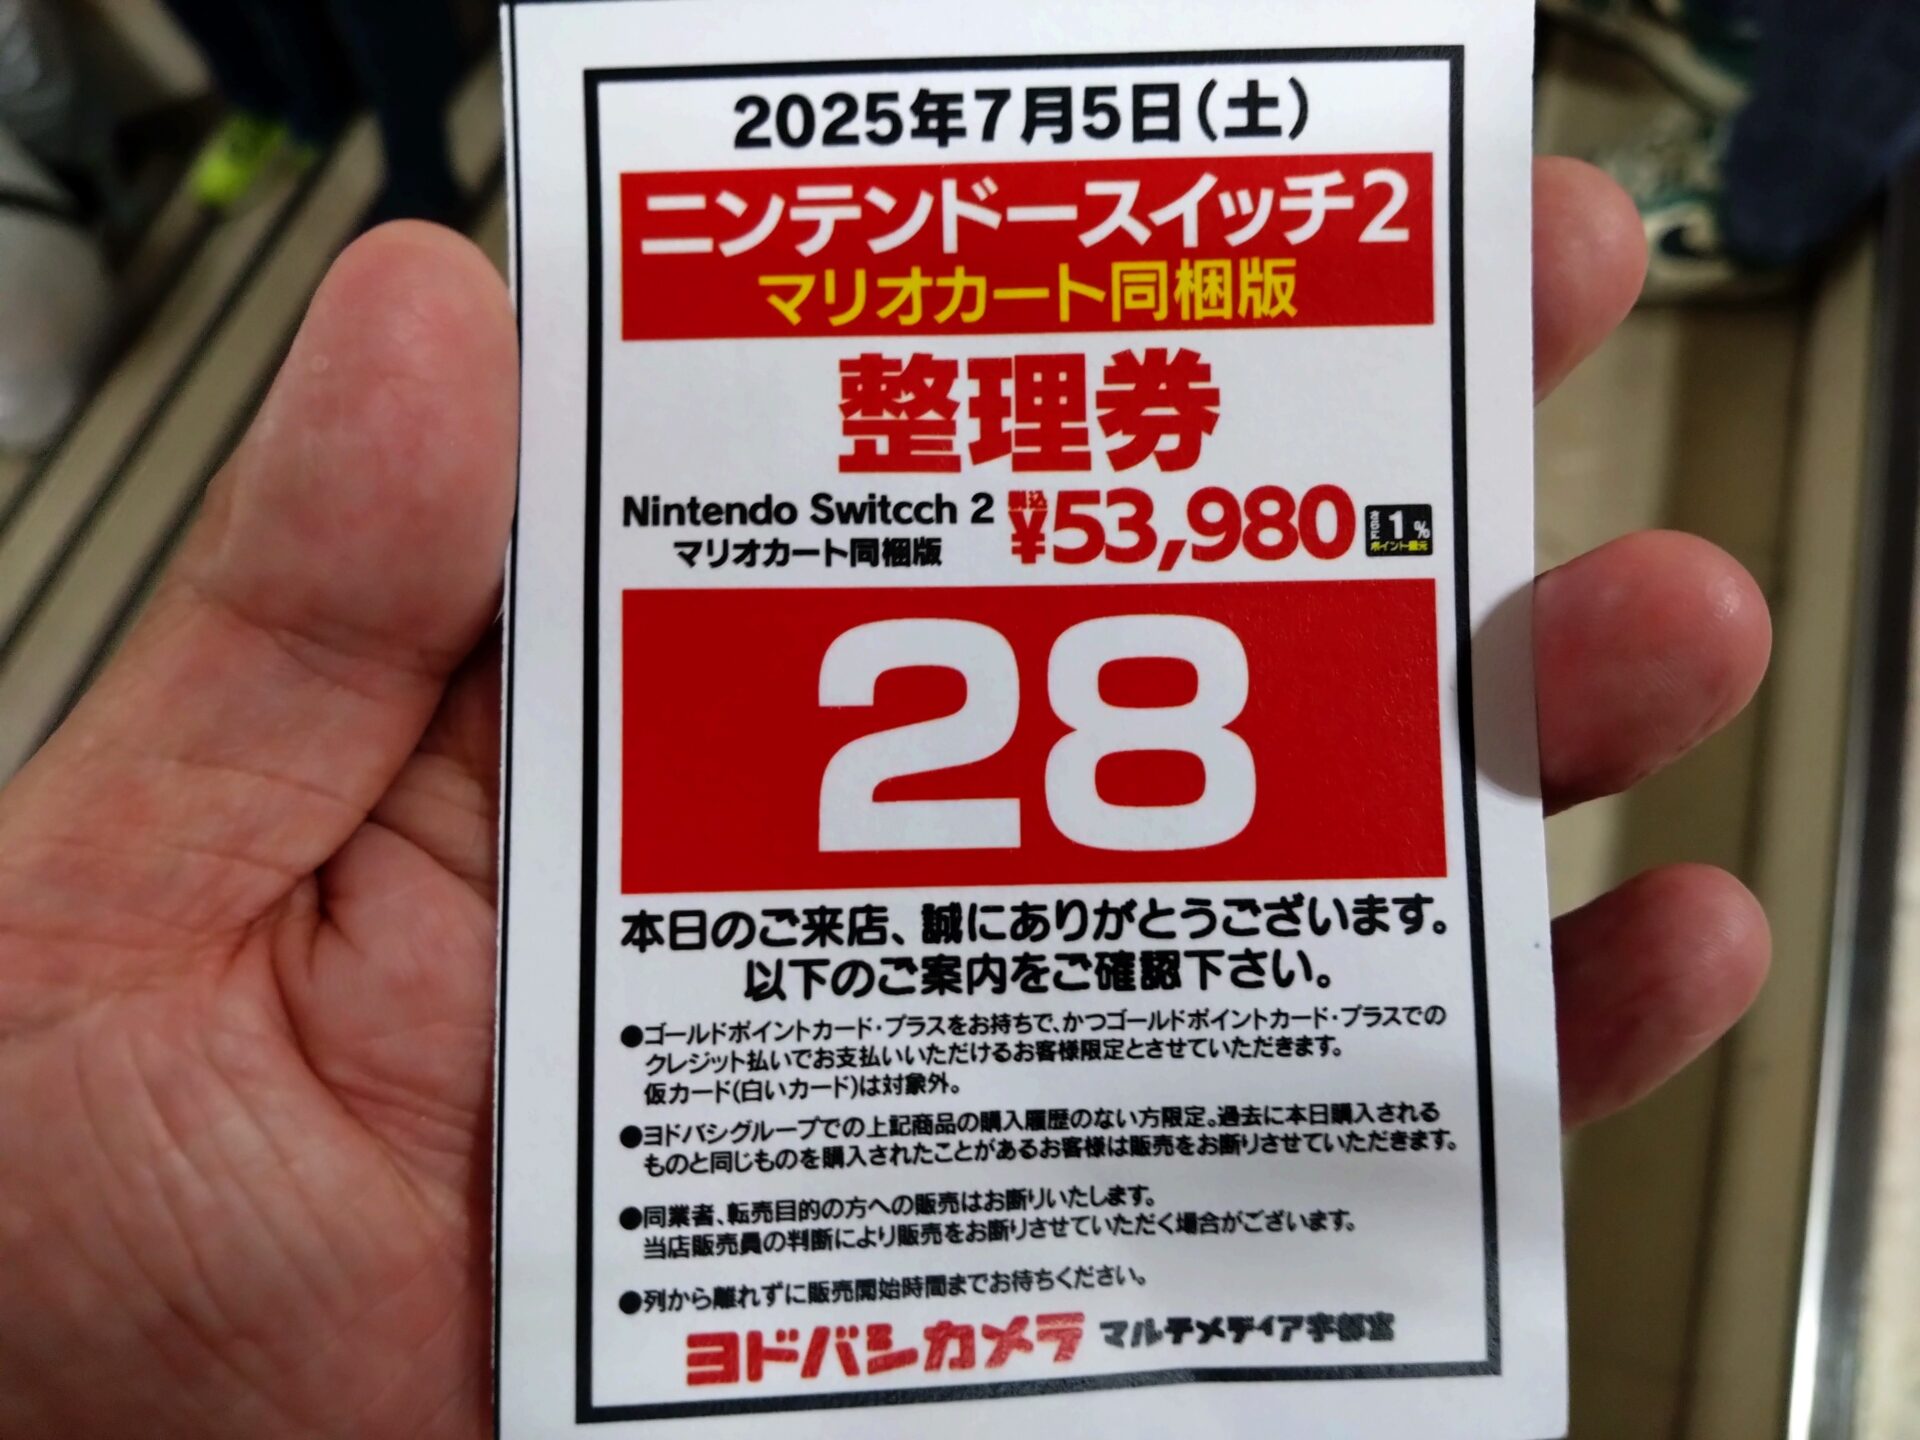 2025年7月5日(土)
ニンテンドースイッチ2
マリオカート同梱版
整理券
Nintendo Switcch 2
マリオカート同梱版
税込
¥53,980
1%
ポイント還元
28
本日のご来店、誠にありがとうございます。
以下のご案内をご確認下さい。
●ゴールドポイントカード・プラスをお持ちで、かつゴールドポイントカード・プラスでの
クレジット払いでお支払いいただけるお客様限定とさせていただきます。
仮カード(白いカード)は対象外。
●ヨドバシグループでの上記商品の購入履歴のない方限定。過去に本日購入される
ものと同じものを購入されたことがあるお客様は販売をお断りさせていただきます。
●同業者、転売目的の方への販売はお断りいたします。
当店販売員の判断により販売をお断りさせていただく場合がございます。
●列から離れずに販売開始時間までお待ちください。
ヨドバシカメラ マルチメディア宇都宮